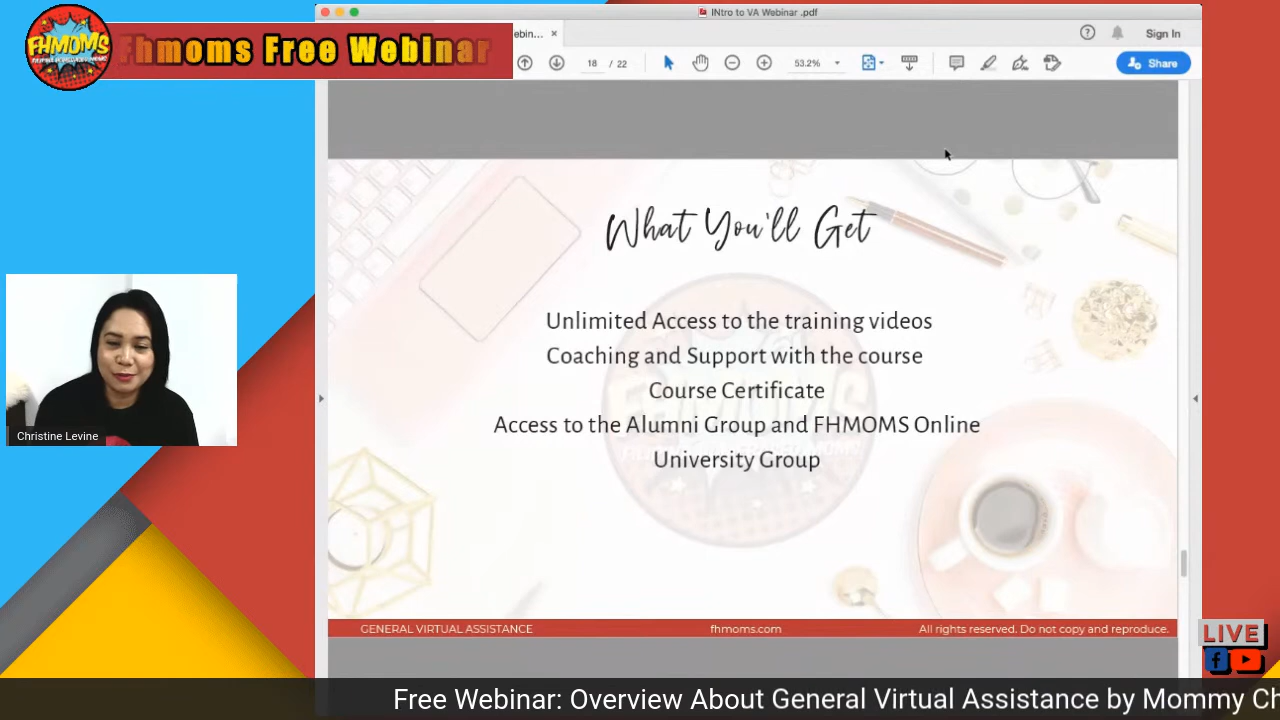 INtro to VA Webinar .pdf
FHMOMS
Fhmoms Free Webinar
ebin...
Sign In
18 / 22
53.2%
Share
What You'll Get
Unlimited Access to the training videos
Coaching and Support with the course
Course Certificate
Access to the Alumni Group and FHMOMS Online
University Group
Christine Levine
GENERAL VIRTUAL ASSISTANCE
fhmoms.com
All rights reserved. Do not copy and reproduce.
LIVE
Free Webinar: Overview About General Virtual Assistance by Mommy Ch